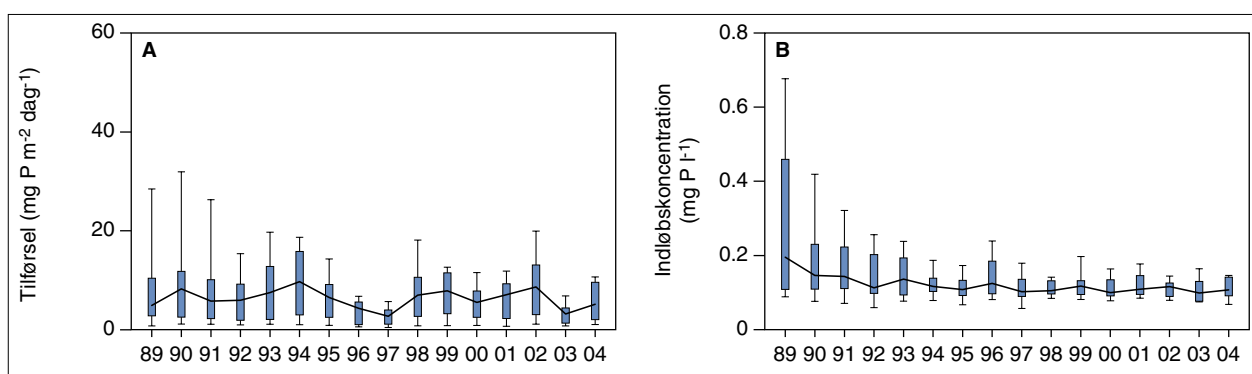 A
Tilførsel (mg P m-2 dag-1)
60
40
20
0
89 90 91 92 93 94 95 96 97 98 99 00 01 02 03 04
B
Indløbskoncentration
(mg P l-1)
0.8
0.6
0.4
0.2
0
89 90 91 92 93 94 95 96 97 98 99 00 01 02 03 04